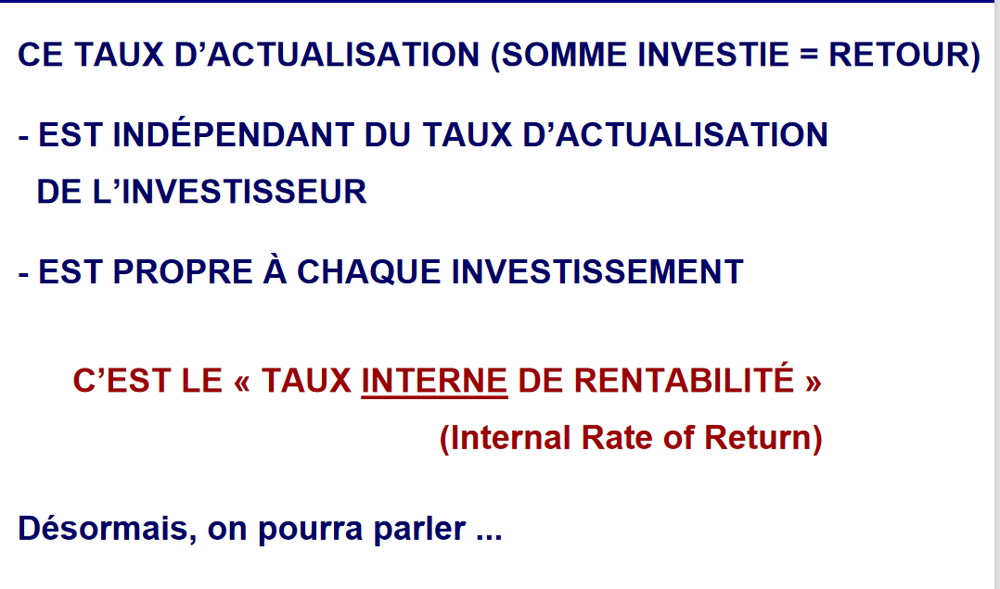 CE TAUX D’ACTUALISATION (SOMME INVESTIE = RETOUR)
- EST INDÉPENDANT DU TAUX D’ACTUALISATION
DE L’INVESTISSEUR
- EST PROPRE À CHAQUE INVESTISSEMENT
C’EST LE « TAUX INTERNE DE RENTABILITÉ »
(Internal Rate of Return)
Désormais, on pourra parler ...